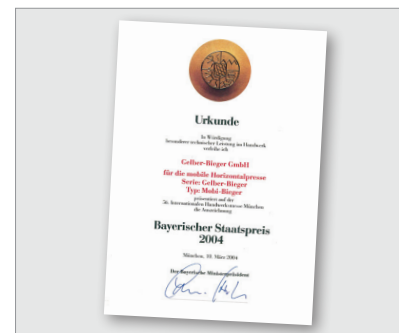 Urkunde
In Würdigung
besonderer technischer Leistung im Handwerk
verleihe ich
Gelber-Bieger GmbH
für die mobile Horizontalpresse
Serie: Gelber-Bieger
Typ: Mobi-Bieger
präsentiert auf der
56. Internationalen Handwerksmesse München
die Auszeichnung
Bayerischer Staatspreis
2004
München, 18. März 2004
Der Bayerische Ministerpräsident